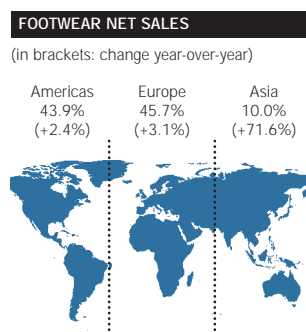 FOOTWEAR NET SALES
(in brackets: change year-over-year)
Americas Europe Asia
43.9% 45.7% 10.0%
(+2.4%) (+3.1%) (+71.6%)